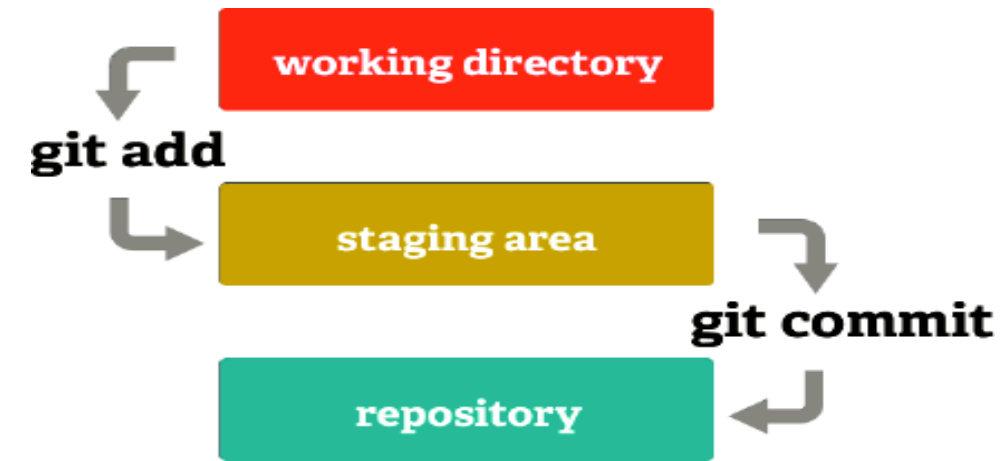 working directory
git add
staging area
git commit
repository